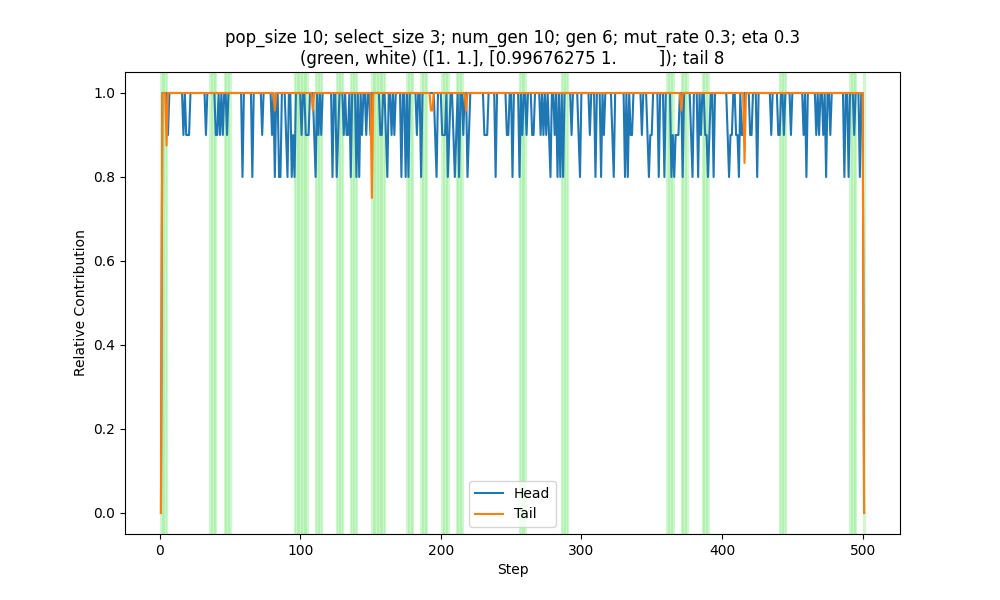 pop_size 10; select_size 3; num_gen 10; gen 6; mut_rate 0.3; eta 0.3
(green, white) ([1. 1.], [0.99676275 1.        ]); tail 8
Relative Contribution
1.0
0.8
0.6
0.4
0.2
0.0
Head
Tail
0
100
200
300
400
500
Step